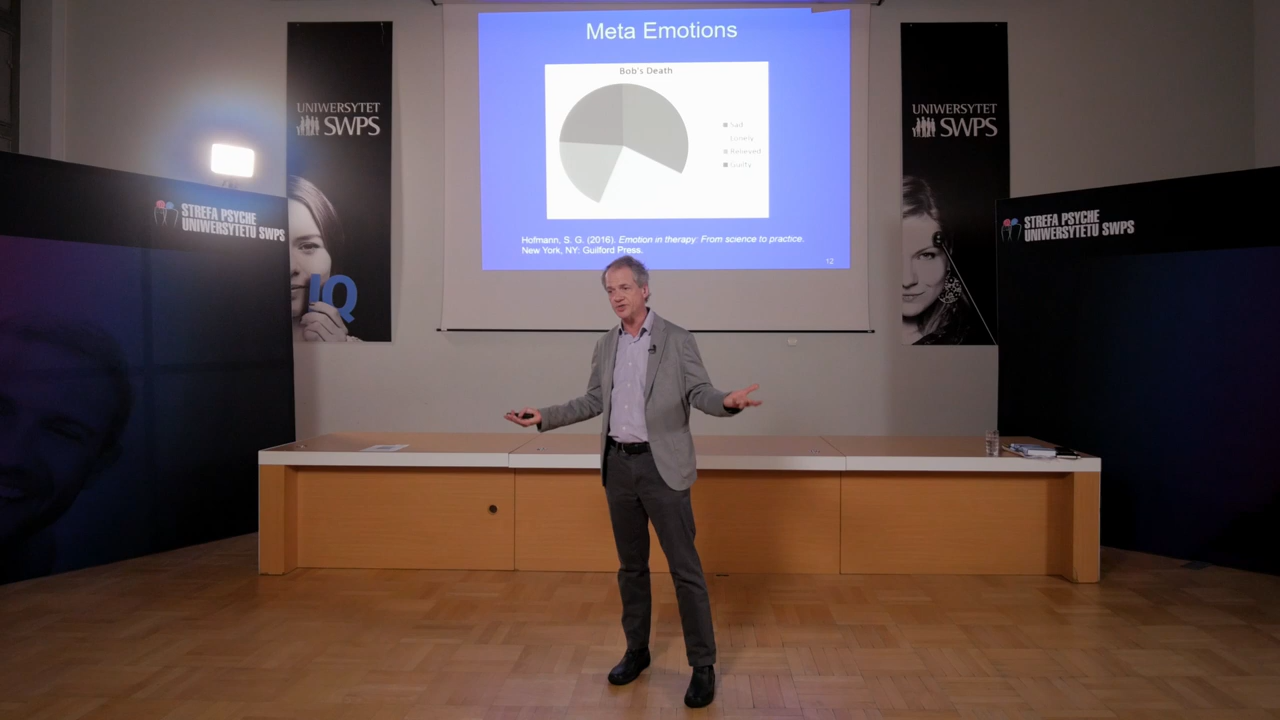 Meta Emotions
Bob's Death
Sad
Lonely
Relieved
Guilty
Hofmann, S. G. (2016). Emotion in therapy: From science to practice.
New York, NY: Guilford Press.
12
UNIWERSYTET
SWPS
IQ
UNIWERSYTET
SWPS
STREFA PSYCHE
UNIWERSYTETU SWPS
STREFA PSYCHE
UNIWERSYTETU SWPS